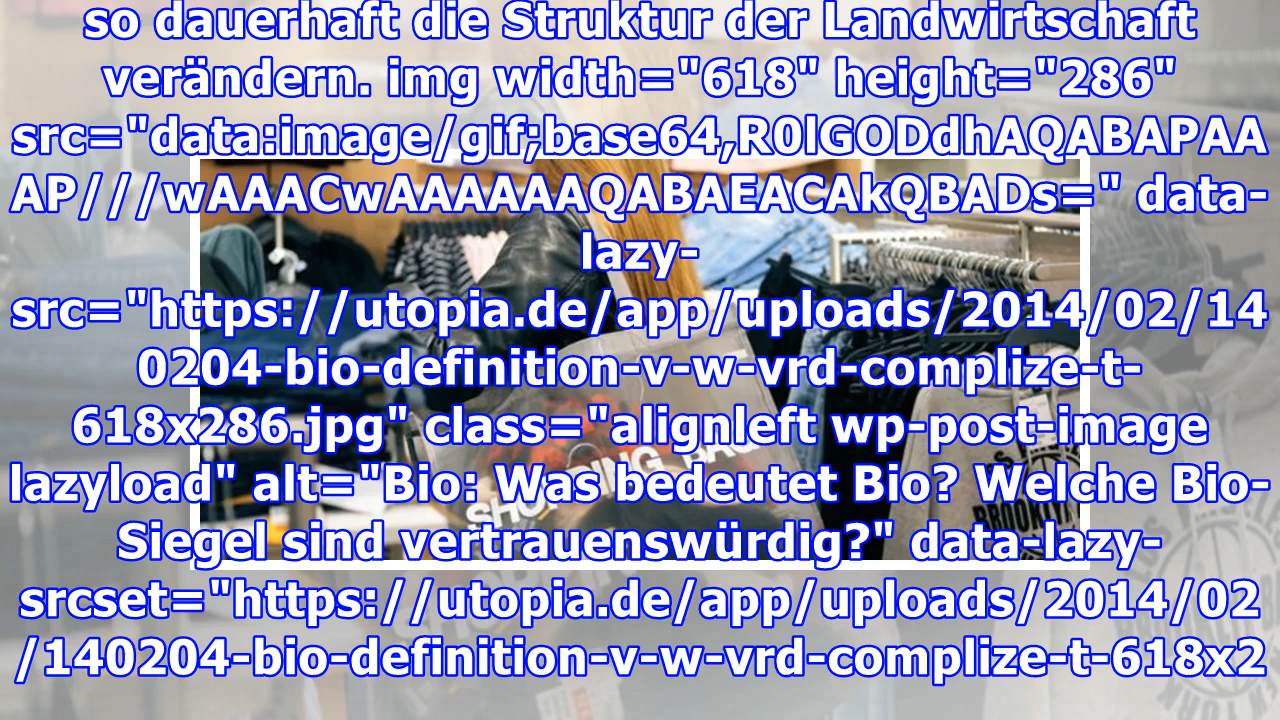 so dauerhaft die Struktur der Landwirtschaft
verändern. img width="618" height="286"
src="data:image/gif;base64,R0lGODdhAQABAPAA
AP///wAAACwAAAAAAQABAEACAkQBADs=" data-
lazy-
src="https://utopia.de/app/uploads/2014/02/14
0204-bio-definition-v-w-vrd-complize-t-
618x286.jpg" class="alignleft wp-post-image
lazyload" alt="Bio: Was bedeutet Bio? Welche Bio-
SHOPPING BAG
Siegel sind vertrauenswürdig?" data-lazy-
BROOKLYN
srcset="https://utopia.de/app/uploads/2014/02
/140204-bio-definition-v-w-vrd-complize-t-618x2